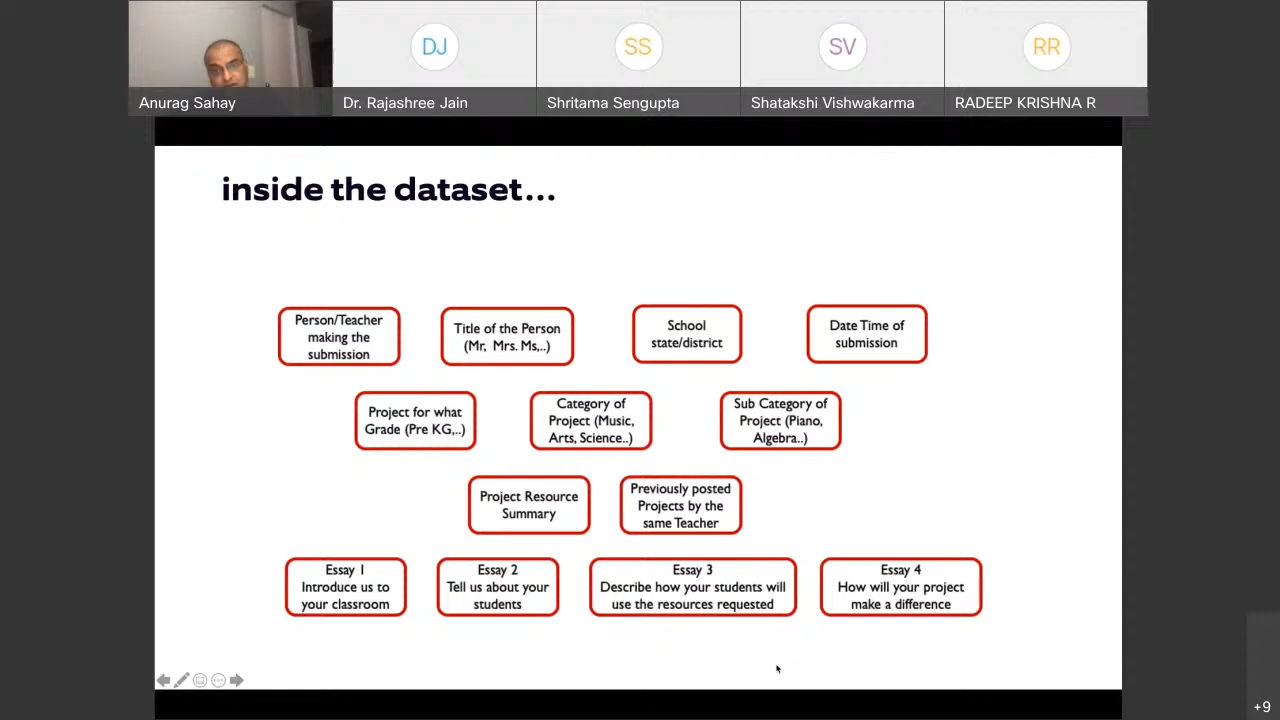 DJ
SS
SV
RR
Anurag Sahay
Dr. Rajashree Jain
Shritama Sengupta
Shatakshi Vishwakarma
RADEEP KRISHNA R
inside the dataset...
Person/Teacher
making the
submission
Title of the Person
(Mr, Mrs. Ms,..)
School
state/district
Date Time of
submission
Project for what
Grade (Pre KG,..)
Category of
Project (Music,
Arts, Science..)
Sub Category of
Project (Piano,
Algebra..)
Project Resource
Summary
Previously posted
Projects by the
same Teacher
Essay 1
Introduce us to
your classroom
Essay 2
Tell us about your
students
Essay 3
Describe how your students will
use the resources requested
Essay 4
How will your project
make a difference
+9